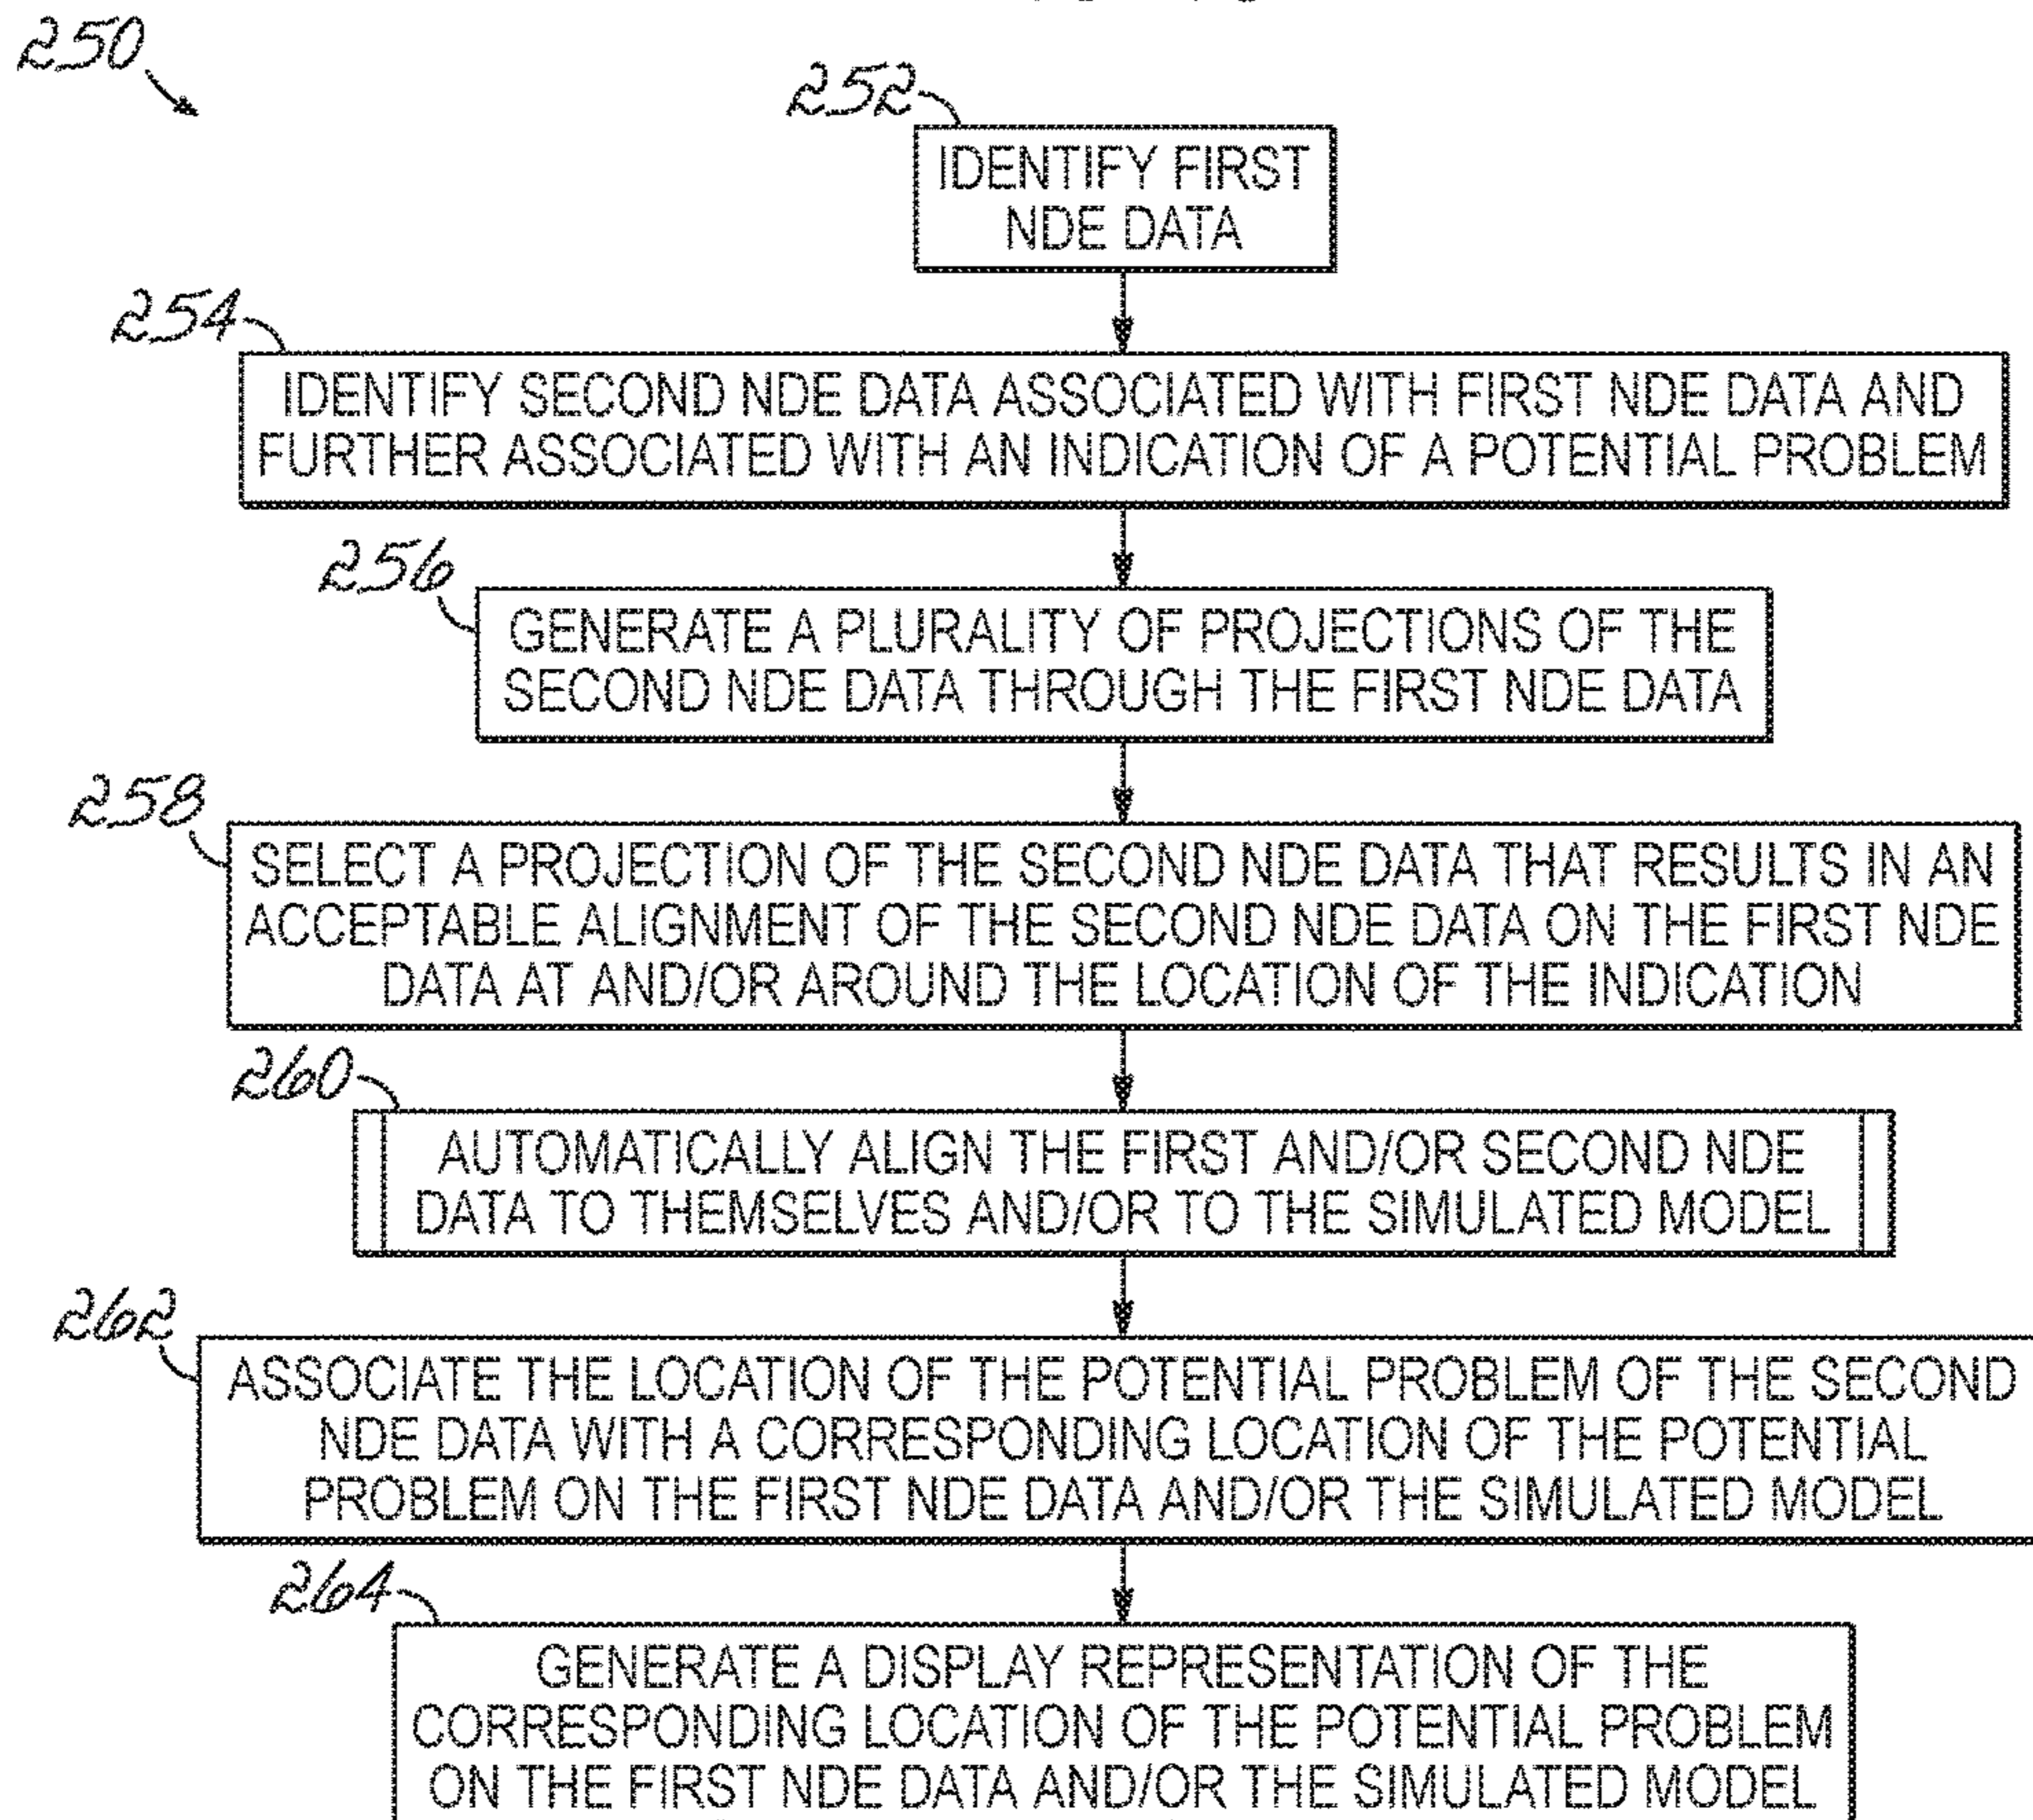 250
252
IDENTIFY FIRST
NDE DATA
254
IDENTIFY SECOND NDE DATA ASSOCIATED WITH FIRST NDE DATA AND
FURTHER ASSOCIATED WITH AN INDICATION OF A POTENTIAL PROBLEM
256
GENERATE A PLURALITY OF PROJECTIONS OF THE
SECOND NDE DATA THROUGH THE FIRST NDE DATA
258
SELECT A PROJECTION OF THE SECOND NDE DATA THAT RESULTS IN AN
ACCEPTABLE ALIGNMENT OF THE SECOND NDE DATA ON THE FIRST NDE
DATA AT AND/OR AROUND THE LOCATION OF THE INDICATION
260
AUTOMATICALLY ALIGN THE FIRST AND/OR SECOND NDE
DATA TO THEMSELVES AND/OR TO THE SIMULATED MODEL
262
ASSOCIATE THE LOCATION OF THE POTENTIAL PROBLEM OF THE SECOND
NDE DATA WITH A CORRESPONDING LOCATION OF THE POTENTIAL
PROBLEM ON THE FIRST NDE DATA AND/OR THE SIMULATED MODEL
264
GENERATE A DISPLAY REPRESENTATION OF THE
CORRESPONDING LOCATION OF THE POTENTIAL PROBLEM
ON THE FIRST NDE DATA AND/OR THE SIMULATED MODEL